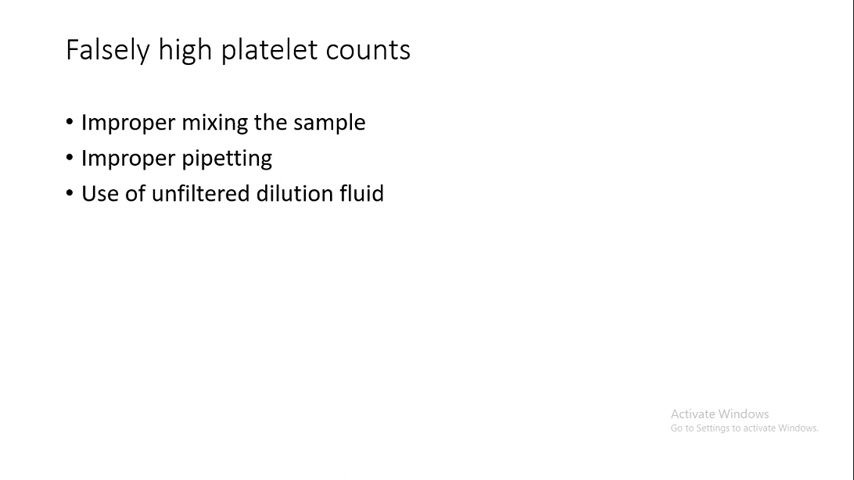 Falsely high platelet counts
• Improper mixing the sample
• Improper pipetting
• Use of unfiltered dilution fluid
Activate Windows
Go to Settings to activate Windows.